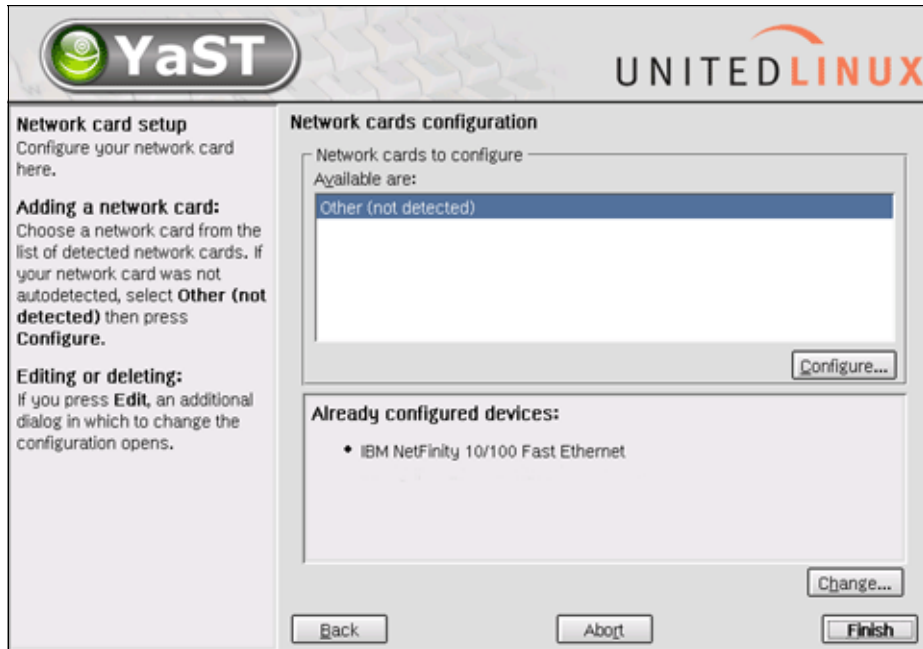 YaST
UNITEDLINUX
Network card setup
Configure your network card
here.
Adding a network card:
Choose a network card from the
list of detected network cards. If
your network card was not
autodetected, select Other (not
detected) then press
Configure.
Editing or deleting:
If you press Edit, an additional
dialog in which to change the
configuration opens.
Network cards configuration
Network cards to configure
Available are:
Other (not detected)
Configure...
Already configured devices:
• IBM NetFinity 10/100 Fast Ethernet
Change...
Back
Abort
Finish